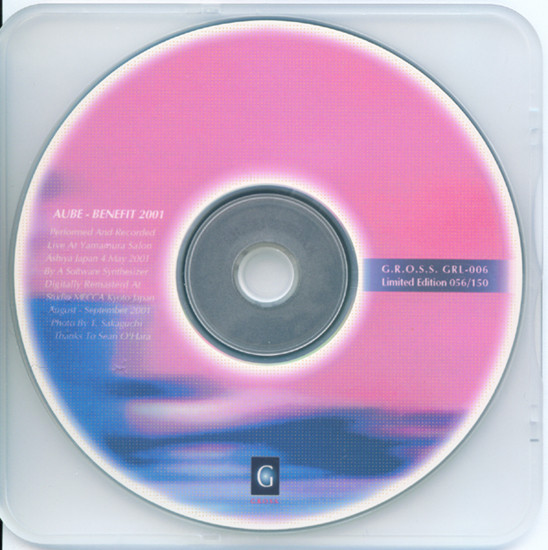 AUBE - BENEFIT 2001
Performed And Recorded
Live At Yamamura Salon
Ashiya Japan 4 May 2001
By A Software Synthesizer
Digitally Remasterd At
Studio MECCA Kyoto Japan
August - September 2001
Photo By T. Sakaguchi
Thanks To Sean O'Hara
G.R.O.S.S. GRL-006
Limited Edition 056/150
G